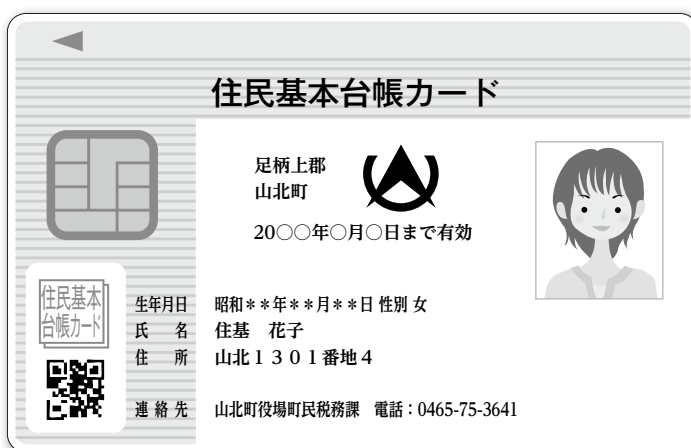 住民基本台帳カード
足柄上郡
山北町
20○○年○月○日まで有効
住民基本
台帳カード
生年月日 昭和＊＊年＊＊月＊＊日 性別 女
氏 名 住基 花子
住 所 山北１３０１番地４
連絡先 山北町役場町民税務課 電話：0465-75-3641